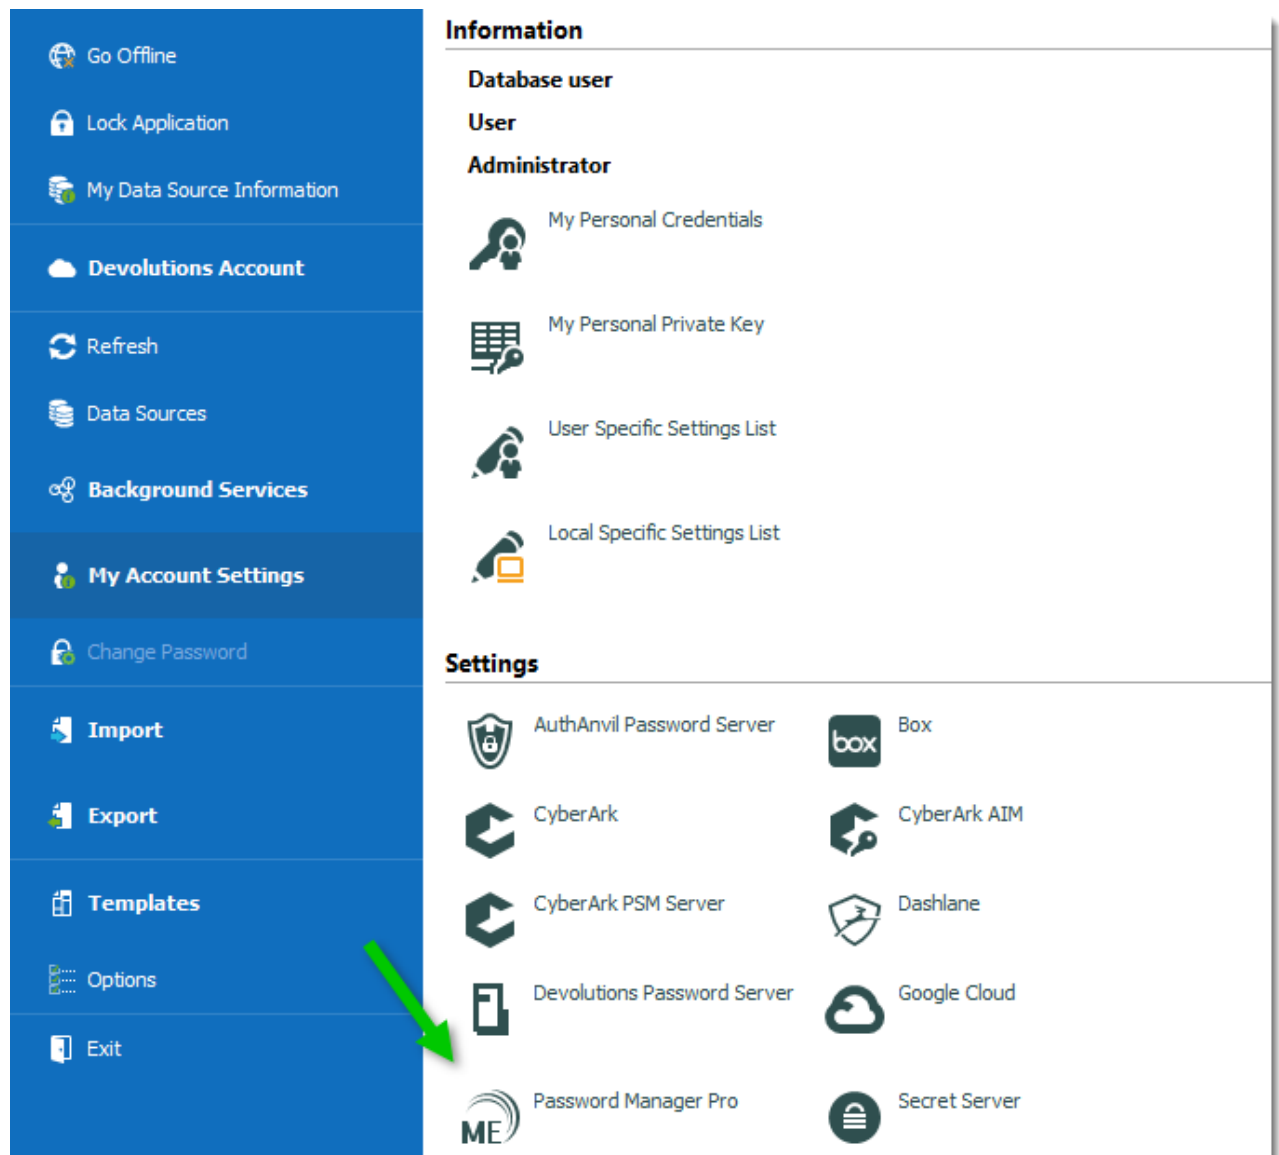 Go Offline
Lock Application
My Data Source Information
Devolutions Account
Refresh
Data Sources
Background Services
My Account Settings
Change Password
Import
Export
Templates
Options
Exit
Information
Database user
User
Administrator
My Personal Credentials
My Personal Private Key
User Specific Settings List
Local Specific Settings List
Settings
AuthAnvil Password Server
box
Box
CyberArk
CyberArk AIM
CyberArk PSM Server
Dashlane
Devolutions Password Server
Google Cloud
ME
Password Manager Pro
Secret Server